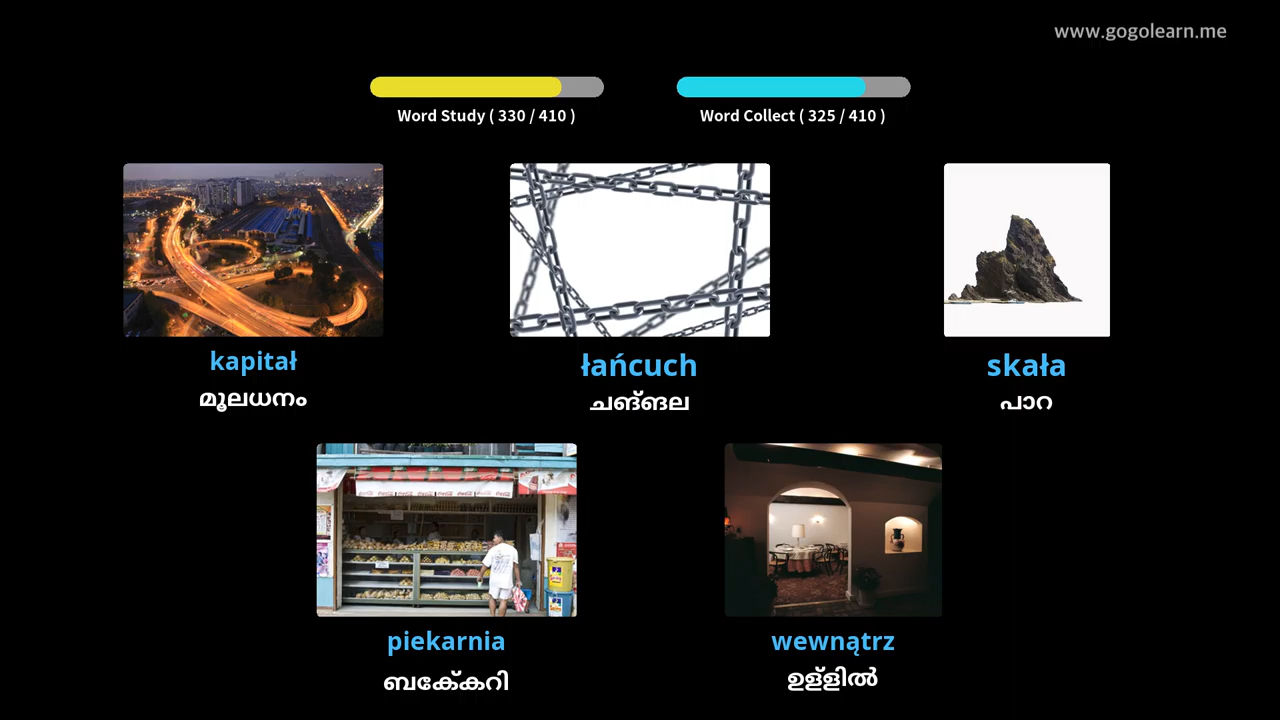 www.gogolearn.me
Word Study ( 330 / 410 )
Word Collect ( 325 / 410 )
kapitał
മൂലധനം
łańcuch
ചങ്ങല
skała
പാറ
piekarnia
ബക്കേറി
wewnątrz
ഉള്ളിൽ